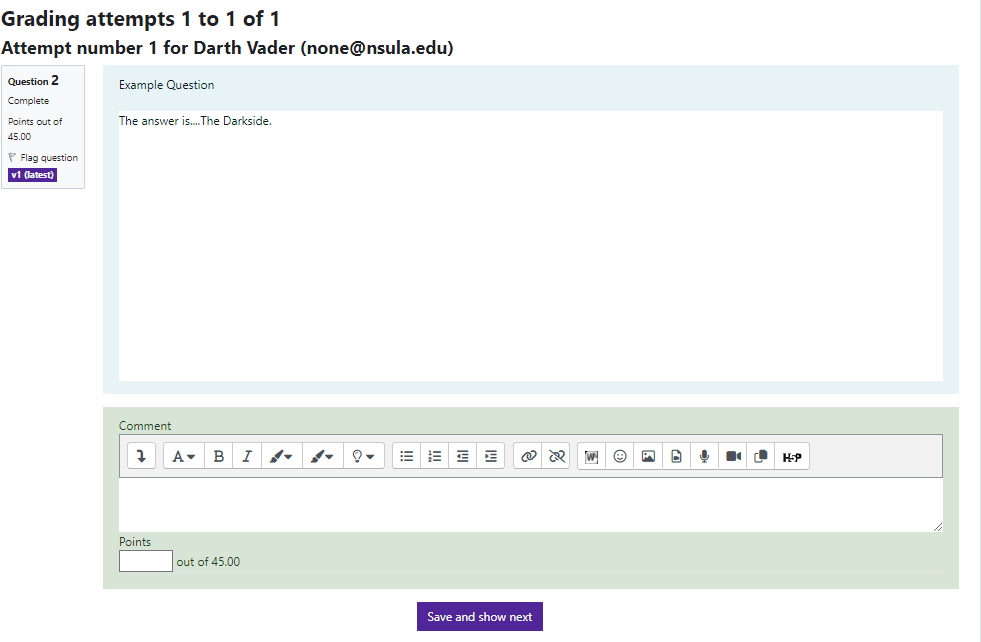 Grading attempts 1 to 1 of 1
Attempt number 1 for Darth Vader (none@nsula.edu)
Question 2
Complete
Points out of
45.00
Flag question
v1 (latest)
Example Question
The answer is....The Darkside.
Comment
A B I W H5P
Points
out of 45.00
Save and show next